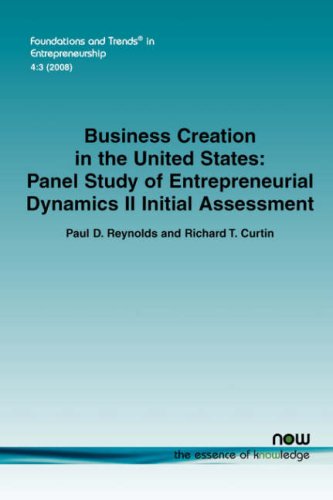 Foundations and Trends® in
Entrepreneurship
4:3 (2008)
Business Creation
in the United States:
Panel Study of Entrepreneurial
Dynamics II Initial Assessment
Paul D. Reynolds and Richard T. Curtin
now
the essence of knowledge